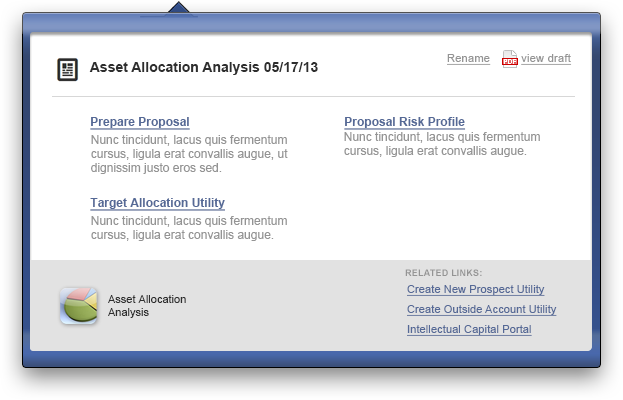 Asset Allocation Analysis 05/17/13
Rename
PDF
view draft
Prepare Proposal
Nunc tincidunt, lacus quis fermentum
cursus, ligula erat convallis augue, ut
dignissim justo eros sed.
Proposal Risk Profile
Nunc tincidunt, lacus quis fermentum
cursus, ligula erat convallis augue.
Target Allocation Utility
Nunc tincidunt, lacus quis fermentum
cursus, ligula erat convallis augue.
Asset Allocation
Analysis
RELATED LINKS:
Create New Prospect Utility
Create Outside Account Utility
Intellectual Capital Portal